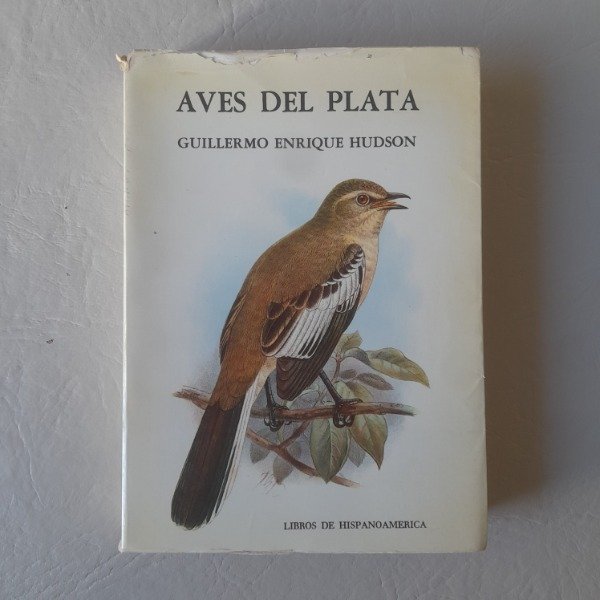 AVES DEL PLATA
GUILLERMO ENRIQUE HUDSON
LIBROS DE HISPANOAMERICA